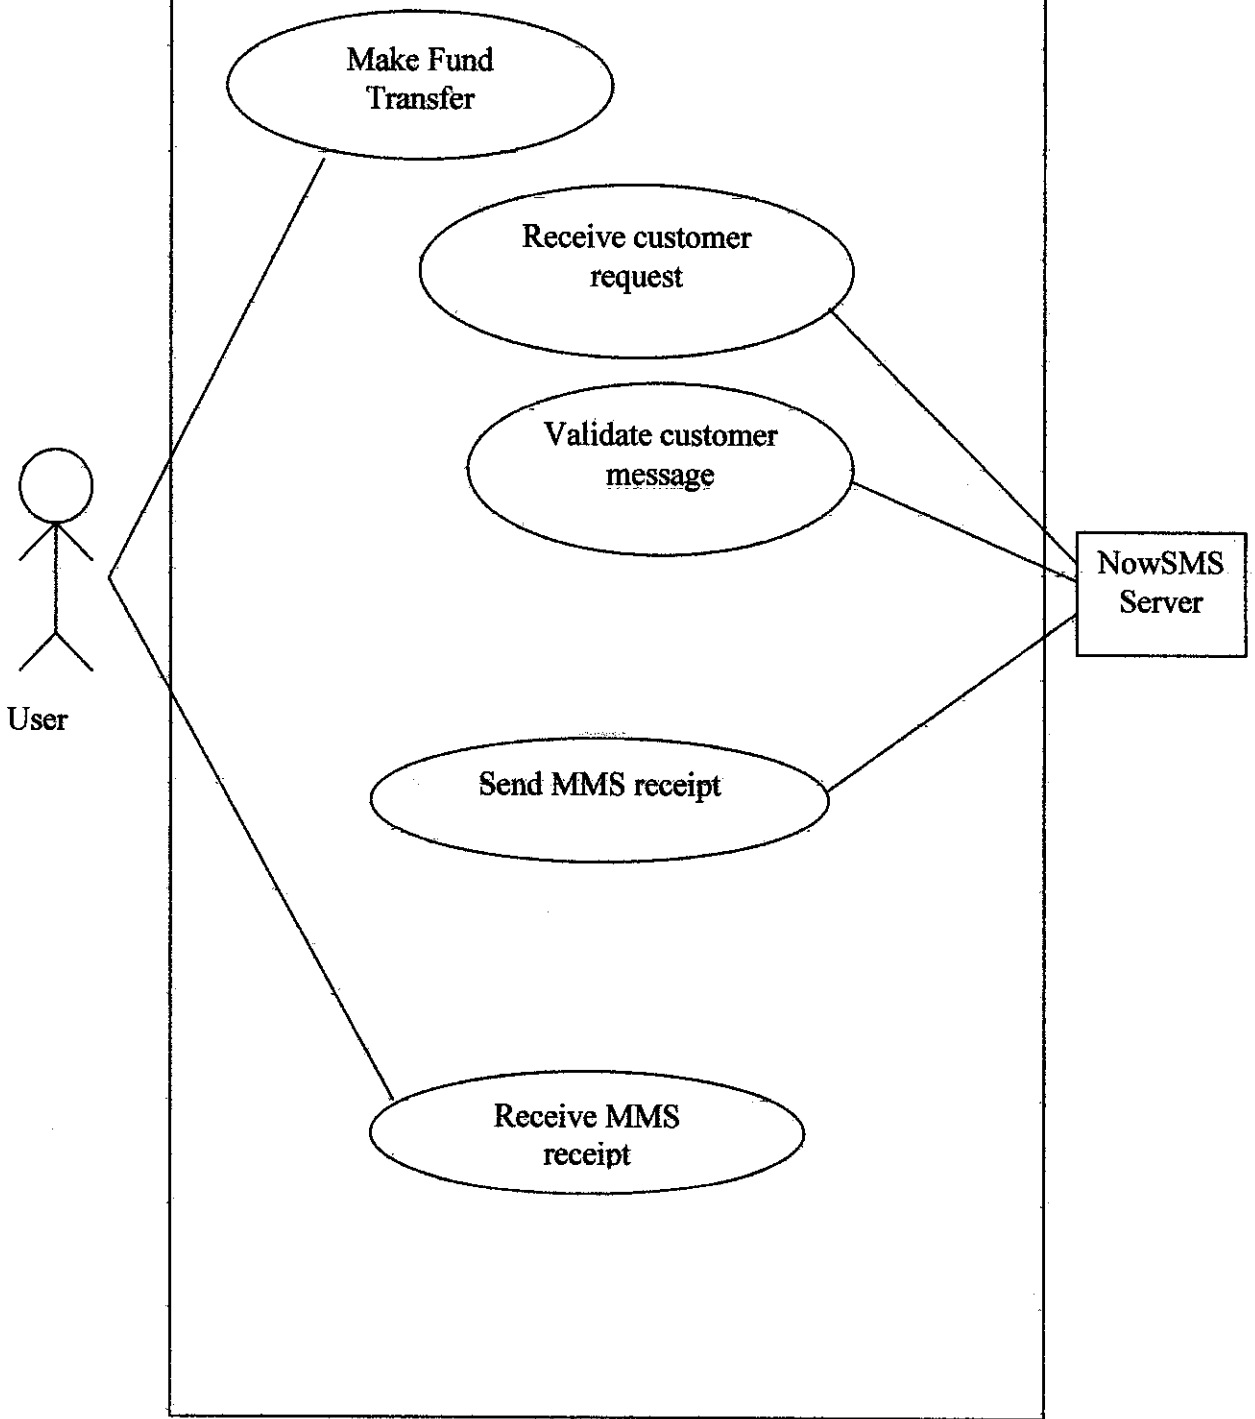 Make Fund
Transfer
Receive customer
request
Validate customer
message
NowSMS
Server
User
Send MMS receipt
Receive MMS
receipt